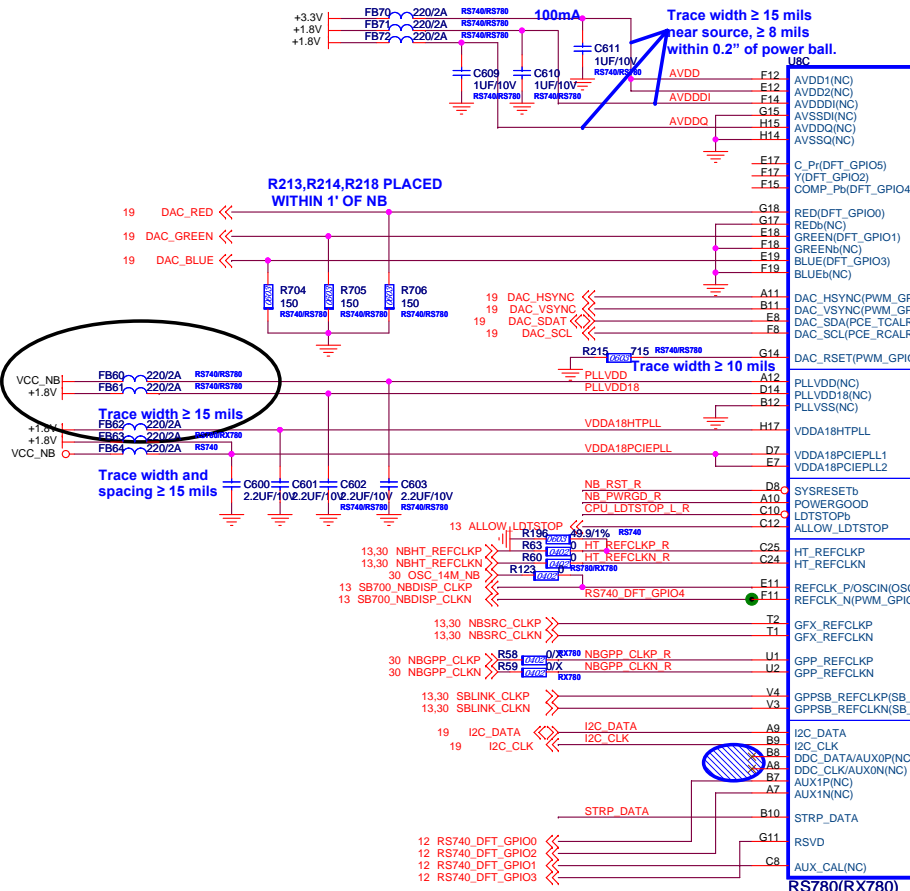 +3.3V FB70 220/2A RS740/RS780 100mA
+1.8V FB71 220/2A RS740/RS780
+1.8V FB72 220/2A RS740/RS780
Trace width ≥ 15 mils
near source, ≥ 8 mils
within 0.2" of power ball.
C609
1UF/10V
RS740/RS780
C610
1UF/10V
RS740/RS780
C611
1UF/10V
RS740/RS780
U8C
AVDD F12 AVDD1(NC)
E12 AVDD2(NC)
AVDDDI F14 AVDDDI(NC)
G15 AVSSDI(NC)
AVDDQ H15 AVDDQ(NC)
H14 AVSSQ(NC)
E17 C_Pr(DFT_GPIO5)
F17 Y(DFT_GPIO2)
F15 COMP_Pb(DFT_GPIO4
R213,R214,R218 PLACED
WITHIN 1' OF NB
19 DAC_RED G18 RED(DFT_GPIO0)
G17 REDb(NC)
19 DAC_GREEN E18 GREEN(DFT_GPIO1)
F18 GREENb(NC)
19 DAC_BLUE E19 BLUE(DFT_GPIO3)
F19 BLUEb(NC)
R704
150
RS740/RS780
0603
R705
150
RS740/RS780
0603
R706
150
RS740/RS780
0603
19 DAC_HSYNC A11 DAC_HSYNC(PWM_GP
19 DAC_VSYNC B11 DAC_VSYNC(PWM_GP
19 DAC_SDAT E8 DAC_SDA(PCE_TCALR
19 DAC_SCL F8 DAC_SCL(PCE_RCALR
R215 0603 715 RS740/RS780 G14 DAC_RSET(PWM_GPIO
Trace width ≥ 10 mils
VCC_NB FB60 220/2A RS740/RS780 PLLVDD A12 PLLVDD(NC)
+1.8V FB61 220/2A RS740/RS780 PLLVDD18 D14 PLLVDD18(NC)
B12 PLLVSS(NC)
Trace width ≥ 15 mils
+1.8V FB62 220/2A VDDA18HTPLL H17 VDDA18HTPLL
+1.8V FB63 220/2A RS780/RX780
VCC_NB FB64 220/2A RS740 VDDA18PCIEPLL D7 VDDA18PCIEPLL1
E7 VDDA18PCIEPLL2
Trace width and
spacing ≥ 15 mils
C600
2.2UF/10V
C601
2.2UF/10V
C602
2.2UF/10V
RS740/RS780
C603
2.2UF/10V
RS740/RS780
NB_RST_R D8 SYSRESETb
NB_PWRGD_R A10 POWERGOOD
CPU_LDTSTOP_L_R C10 LDTSTOPb
13 ALLOW_LDTSTOP C12 ALLOW_LDTSTOP
R196 0603 49.9/1% RS740
13,30 NBHT_REFCLKP R63 0402 0 HT_REFCLKP_R C25 HT_REFCLKP
13,30 NBHT_REFCLKN R60 0402 0 HT_REFCLKN_R C24 HT_REFCLKN
30 OSC_14M_NB R123 0402 0 RS780/RX780
13 SB700_NBDISP_CLKP E11 REFCLK_P/OSCIN(OSC
13 SB700_NBDISP_CLKN RS740_DFT_GPIO4 F11 REFCLK_N(PWM_GPIO
13,30 NBSRC_CLKP T2 GFX_REFCLKP
13,30 NBSRC_CLKN T1 GFX_REFCLKN
30 NBGPP_CLKP R58 0402 0/X RX780 NBGPP_CLKP_R U1 GPP_REFCLKP
30 NBGPP_CLKN R59 0402 0/X RX780 NBGPP_CLKN_R U2 GPP_REFCLKN
13,30 SBLINK_CLKP V4 GPPSB_REFCLKP(SB_
13,30 SBLINK_CLKN V3 GPPSB_REFCLKN(SB_
19 I2C_DATA I2C_DATA A9 I2C_DATA
19 I2C_CLK I2C_CLK B9 I2C_CLK
B8 DDC_DATA/AUX0P(NC
A8 DDC_CLK/AUX0N(NC)
B7 AUX1P(NC)
A7 AUX1N(NC)
STRP_DATA B10 STRP_DATA
G11 RSVD
12 RS740_DFT_GPIO0
12 RS740_DFT_GPIO2
12 RS740_DFT_GPIO1 C8 AUX_CAL(NC)
12 RS740_DFT_GPIO3
RS780(RX780)